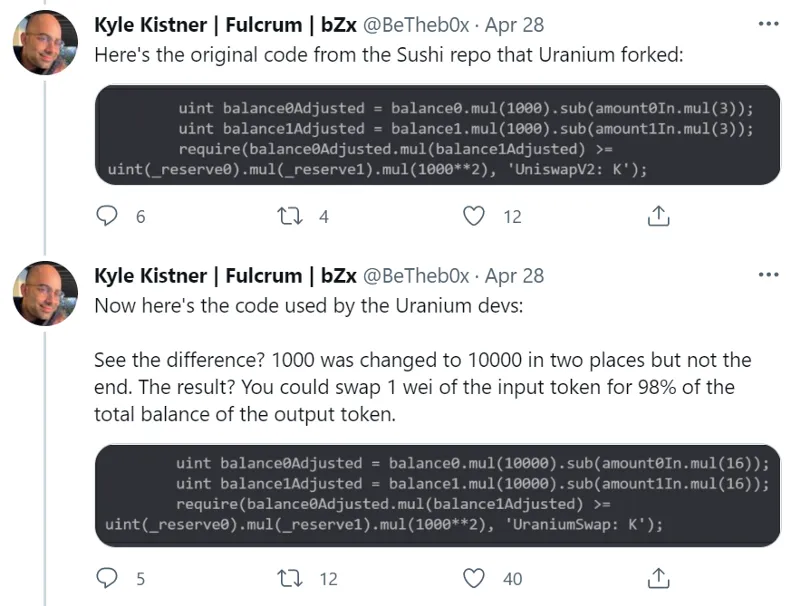 Kyle Kistner | Fulcrum | bZx @BeTheb0x · Apr 28
Here's the original code from the Sushi repo that Uranium forked:
uint balance0Adjusted = balance0.mul(1000).sub(amount0In.mul(3));
uint balance1Adjusted = balance1.mul(1000).sub(amount1In.mul(3));
require(balance0Adjusted.mul(balance1Adjusted) >=
uint(_reserve0).mul(_reserve1).mul(1000**2), 'UniswapV2: K');
6 4 12
Kyle Kistner | Fulcrum | bZx @BeTheb0x · Apr 28
Now here's the code used by the Uranium devs:
See the difference? 1000 was changed to 10000 in two places but not the
end. The result? You could swap 1 wei of the input token for 98% of the
total balance of the output token.
uint balance0Adjusted = balance0.mul(10000).sub(amount0In.mul(16));
uint balance1Adjusted = balance1.mul(10000).sub(amount1In.mul(16));
require(balance0Adjusted.mul(balance1Adjusted) >=
uint(_reserve0).mul(_reserve1).mul(1000**2), 'UraniumSwap: K');
5 12 40